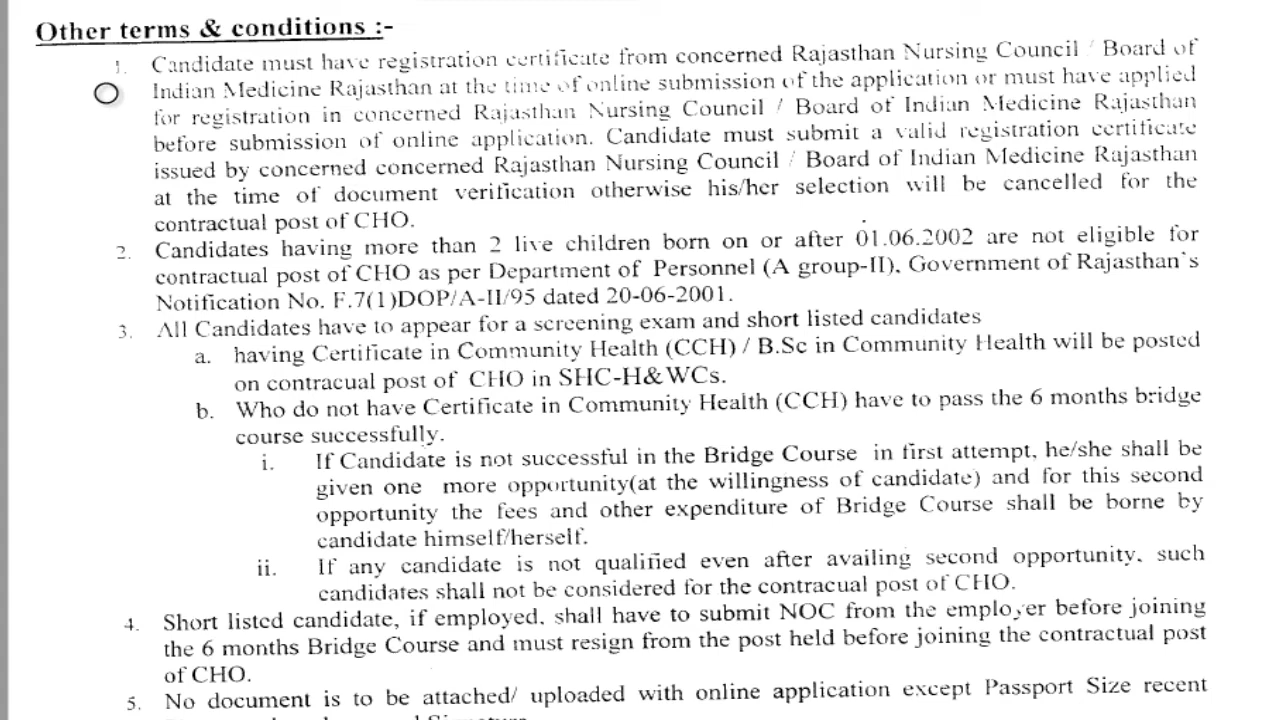 Other terms & conditions :-
1. Candidate must have registration certificate from concerned Rajasthan Nursing Council / Board of
Indian Medicine Rajasthan at the time of online submission of the application or must have applied
for registration in concerned Rajasthan Nursing Council / Board of Indian Medicine Rajasthan
before submission of online application. Candidate must submit a valid registration certificate
issued by concerned concerned Rajasthan Nursing Council / Board of Indian Medicine Rajasthan
at the time of document verification otherwise his/her selection will be cancelled for the
contractual post of CHO.
2. Candidates having more than 2 live children born on or after 01.06.2002 are not eligible for
contractual post of CHO as per Department of Personnel (A group-II), Government of Rajasthan's
Notification No. F.7(1)DOP/A-II/95 dated 20-06-2001.
3. All Candidates have to appear for a screening exam and short listed candidates
a. having Certificate in Community Health (CCH) / B.Sc in Community Health will be posted
on contracual post of CHO in SHC-H&WCs.
b. Who do not have Certificate in Community Health (CCH) have to pass the 6 months bridge
course successfully.
i. If Candidate is not successful in the Bridge Course in first attempt, he/she shall be
given one more opportunity(at the willingness of candidate) and for this second
opportunity the fees and other expenditure of Bridge Course shall be borne by
candidate himself/herself.
ii. If any candidate is not qualified even after availing second opportunity, such
candidates shall not be considered for the contracual post of CHO.
4. Short listed candidate, if employed, shall have to submit NOC from the employer before joining
the 6 months Bridge Course and must resign from the post held before joining the contractual post
of CHO.
5. No document is to be attached/ uploaded with online application except Passport Size recent